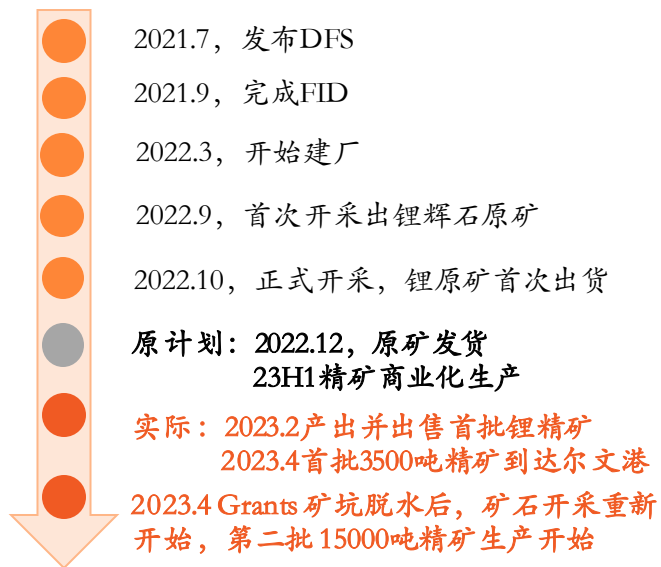 2021.7，发布DFS
2021.9，完成FID
2022.3，开始建厂
2022.9，首次开采出锂辉石原矿
2022.10，正式开采，锂原矿首次出货
原计划：2022.12，原矿发货
23H1精矿商业化生产
实际：2023.2产出并出售首批锂精矿
2023.4首批3500吨精矿到达尔文港
2023.4 Grants 矿坑脱水后，矿石开采重新
开始，第二批15000吨精矿生产开始